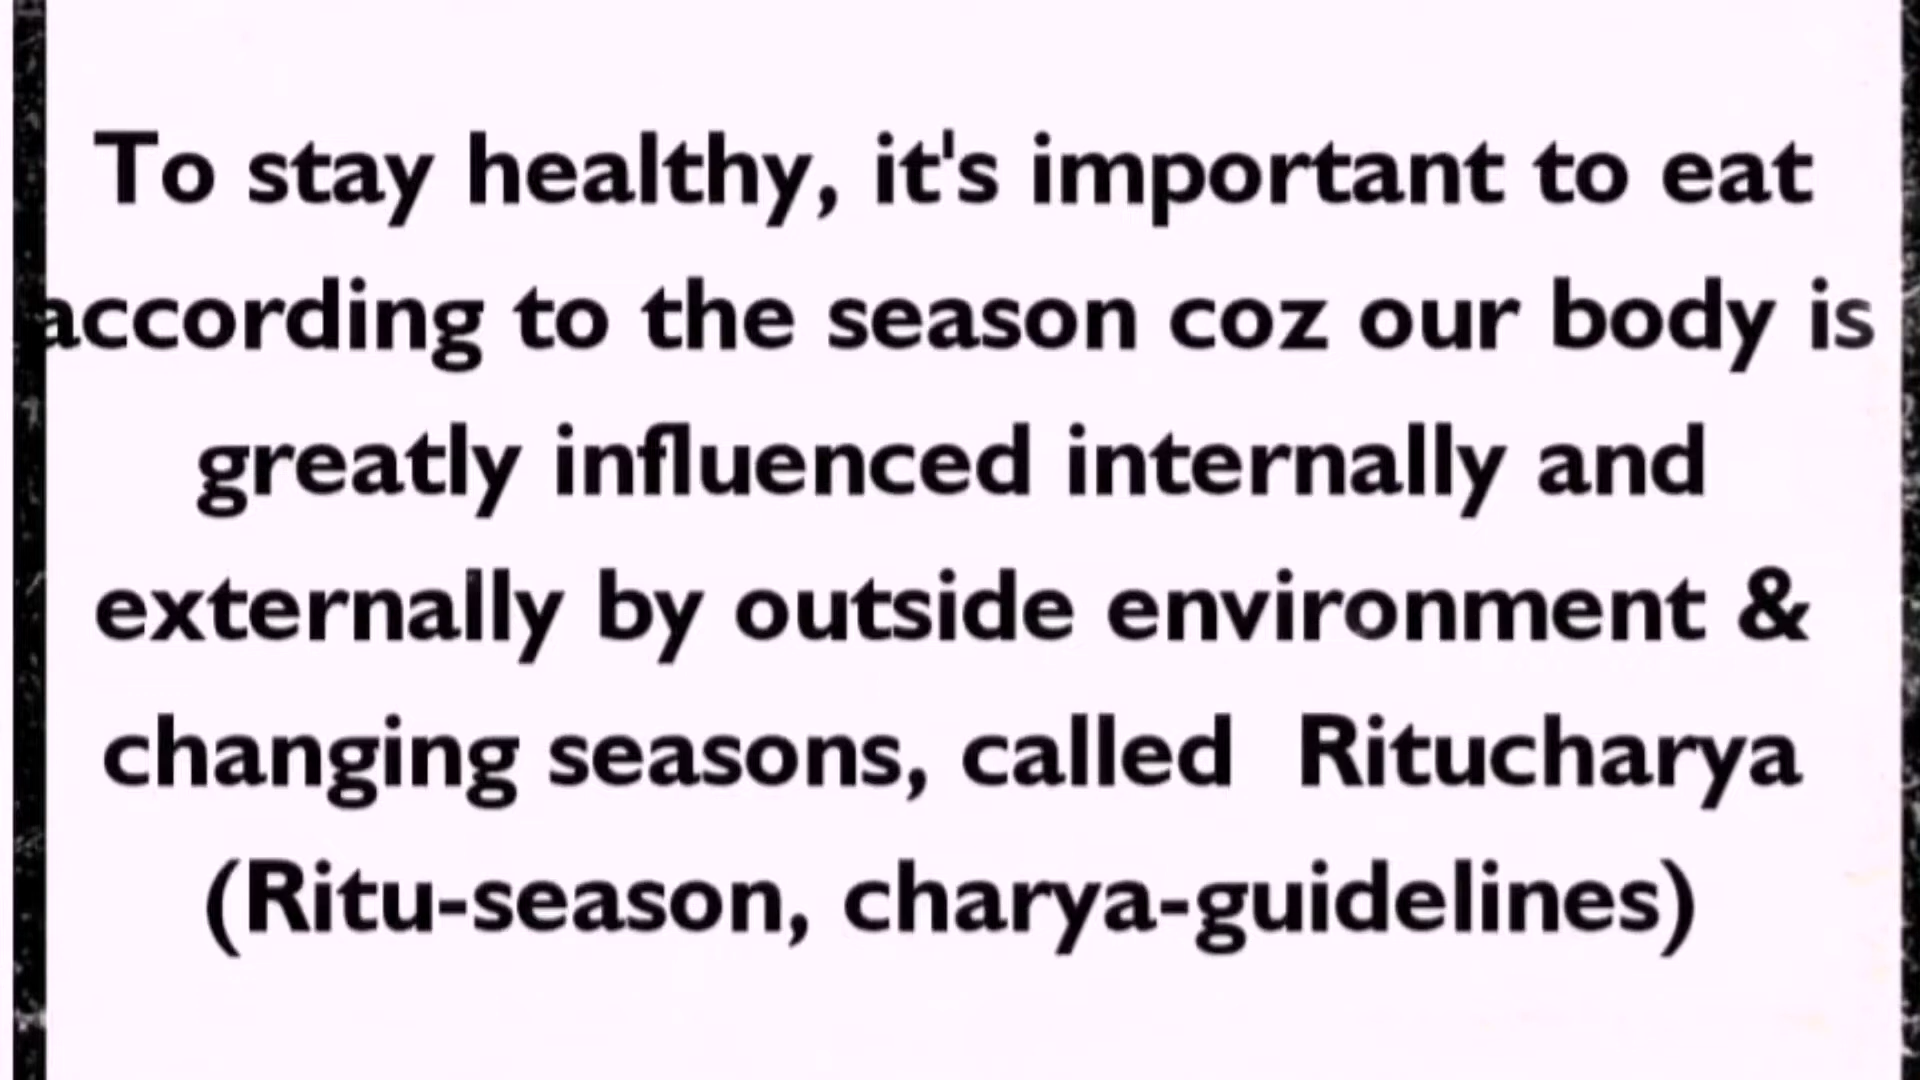 To stay healthy, it's important to eat
according to the season coz our body is
greatly influenced internally and
externally by outside environment &
changing seasons, called  Ritucharya
(Ritu-season, charya-guidelines)